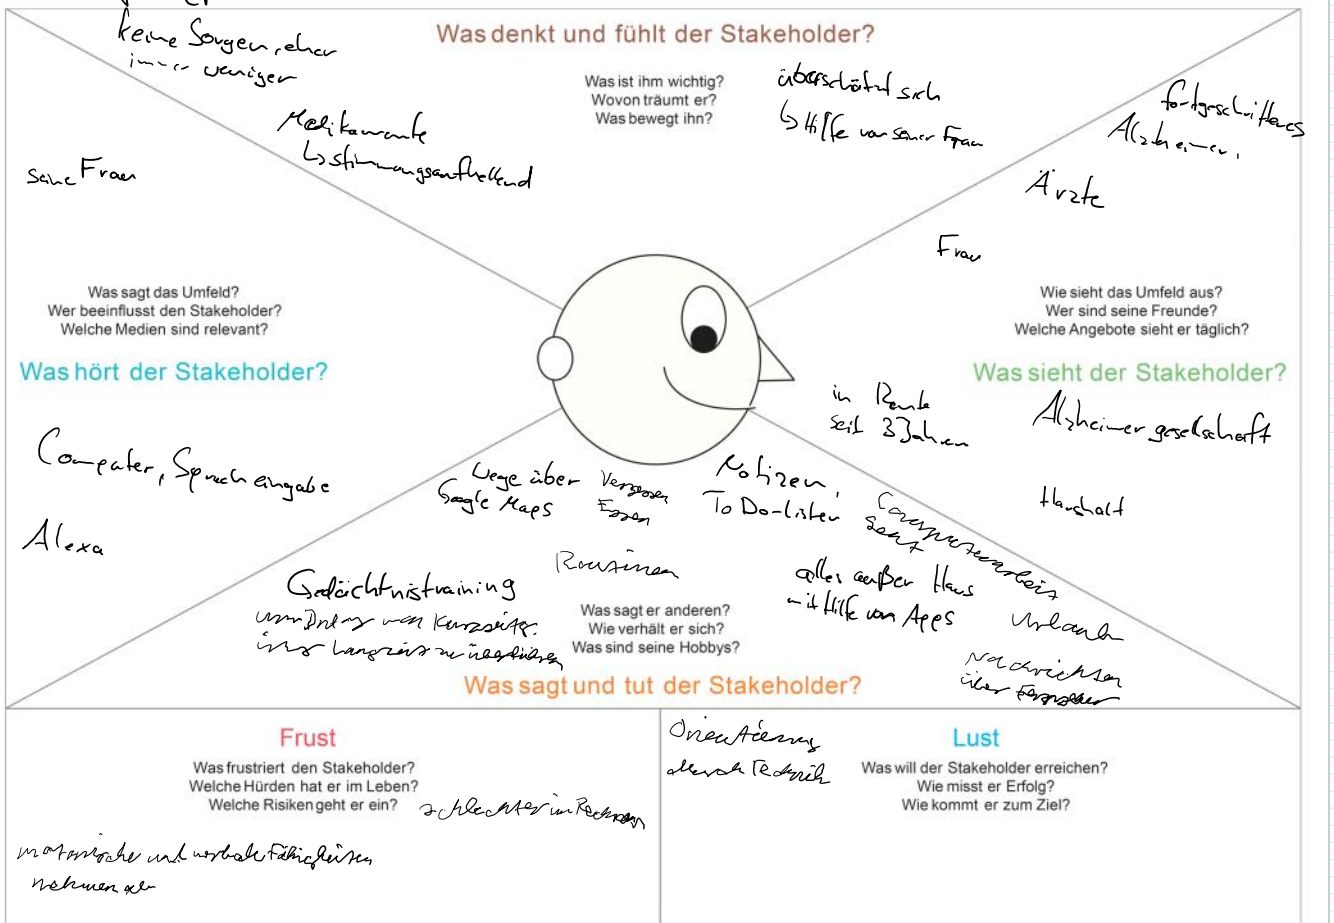 keine Sorgen, eher
immer weniger
Was denkt und fühlt der Stakeholder?
Was ist ihm wichtig?
Wovon träumt er?
Was bewegt ihn?
Medikamente
↳ stimmungsaufhellend
überschätzt sich
↳ Hilfe von seiner Frau
seine Frau
Was sagt das Umfeld?
Wer beeinflusst den Stakeholder?
Welche Medien sind relevant?
Was hört der Stakeholder?
Computer, Spracheingabe
Alexa
fortgeschrittenes
Alzheimer,
Ärzte
Frau
Wie sieht das Umfeld aus?
Wer sind seine Freunde?
Welche Angebote sieht er täglich?
Was sieht der Stakeholder?
in Rente
seit 3 Jahren
Alzheimergesellschaft
Haushalt
Wege über
Google Maps
Essen
Notizen,
To Do-Listen
Routinen
Gedächtnistraining
von Kurzzeit
ins Langzeit zu
alles außer Haus
mit Hilfe von Apps
Urlaub
Nachrichten
über Fernseher
Was sagt er anderen?
Wie verhält er sich?
Was sind seine Hobbys?
Was sagt und tut der Stakeholder?
Frust
Was frustriert den Stakeholder?
Welche Hürden hat er im Leben?
Welche Risiken geht er ein?
schlechter im Rechnen
motorische und verbale Fähigkeiten
nehmen ab
Orientierung
durch Technik
Lust
Was will der Stakeholder erreichen?
Wie misst er Erfolg?
Wie kommt er zum Ziel?